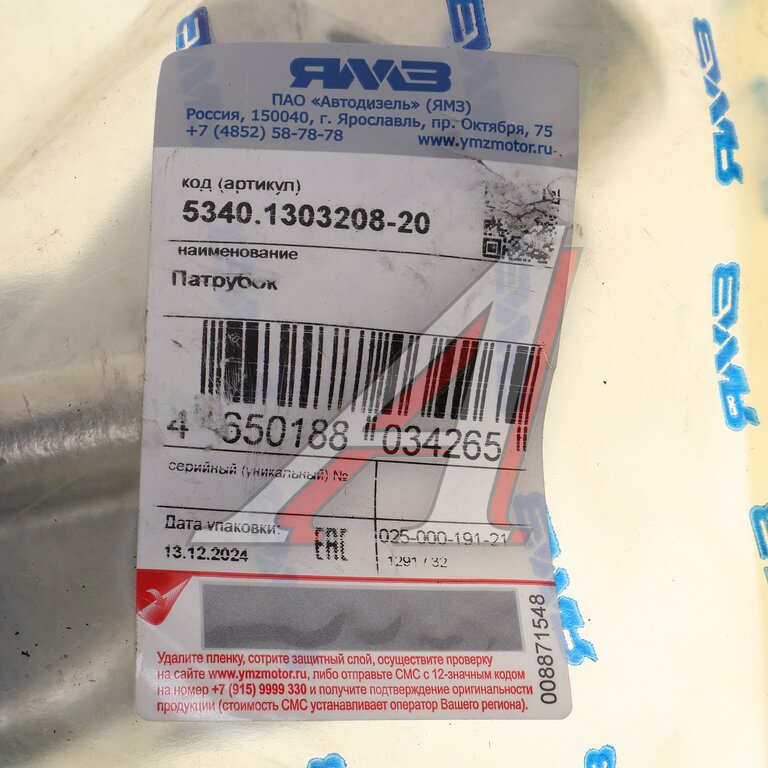 ЯМЗ
ПАО «Автодизель» (ЯМЗ)
Россия, 150040, г. Ярославль, пр. Октября, 75
+7 (4852) 58-78-78 www.ymzmotor.ru
код (артикул)
5340.1303208-20
наименование
Патрубок
4 650188 034265
серийный (уникальный) №
Дата упаковки:
13.12.2024
EAC
025-000-191-21
1291 / 32
008871548
Удалите пленку, сотрите защитный слой, осуществите проверку
на сайте www.ymzmotor.ru, либо отправьте СМС с 12-значным кодом
на номер +7 (915) 9999 330 и получите подтверждение оригинальности
продукции (стоимость СМС устанавливает оператор Вашего региона).
ЯМЗ
ЯМЗ
ЯМЗ